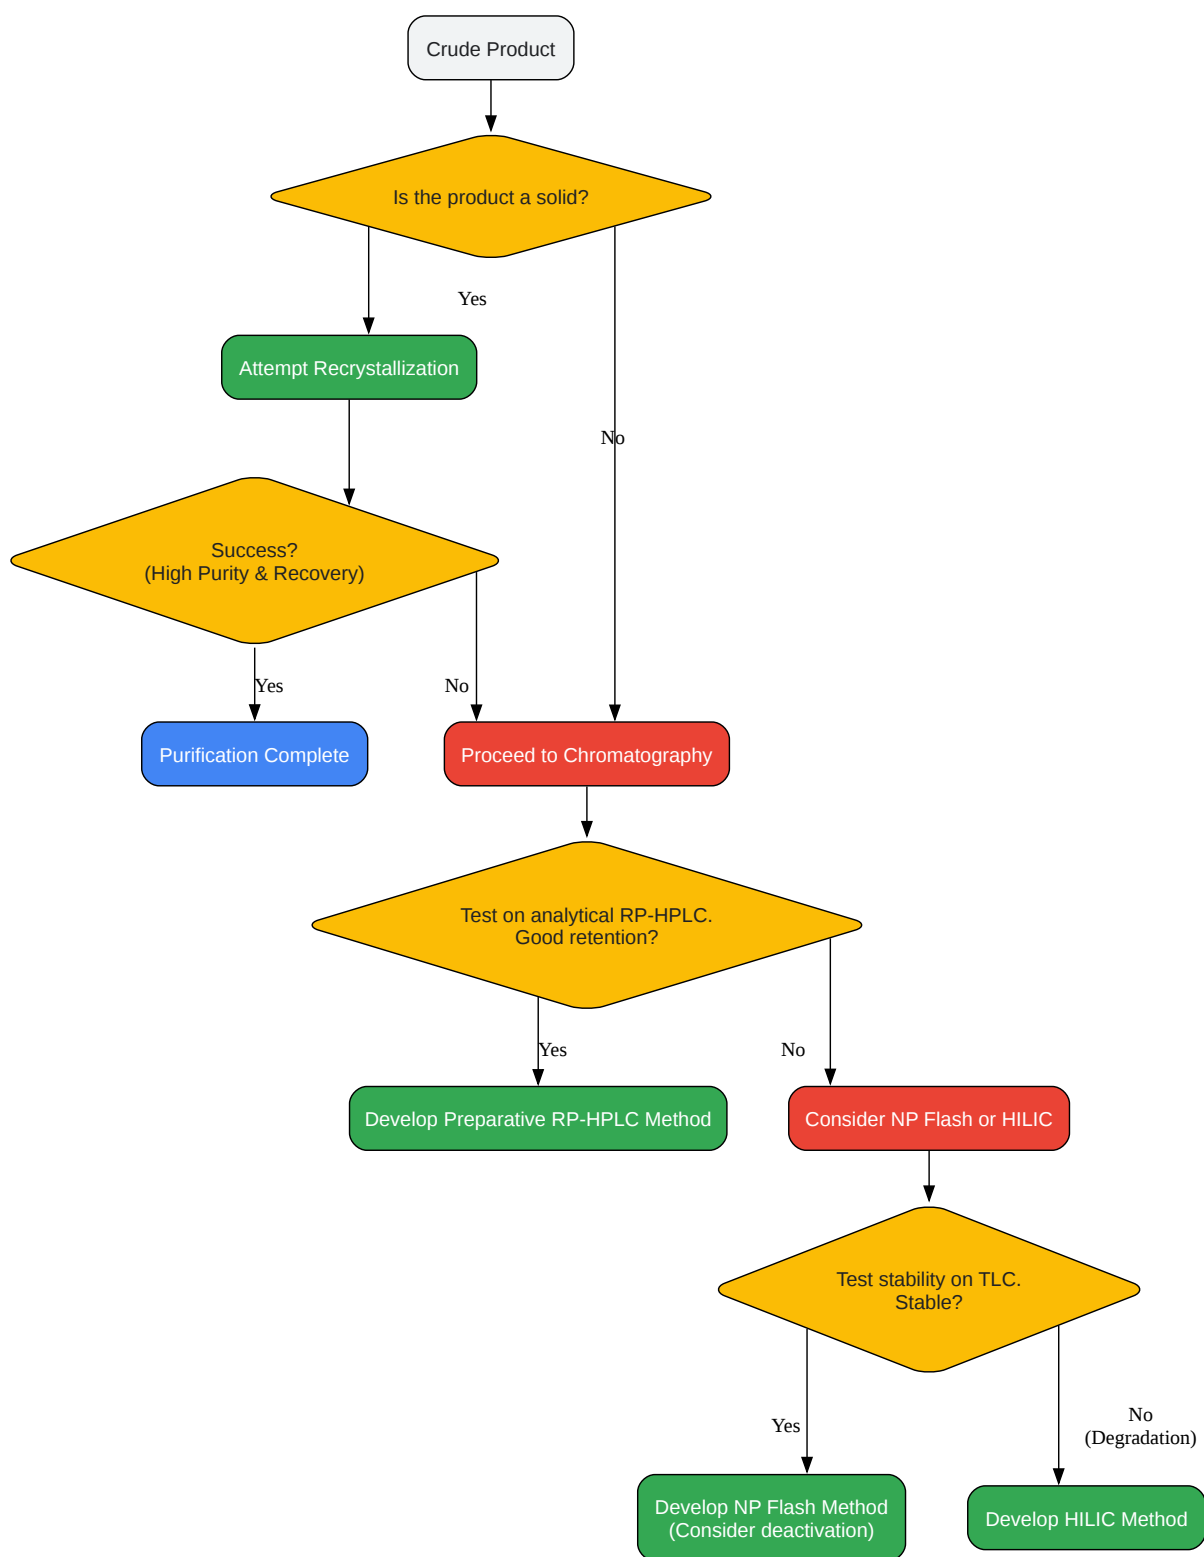 Crude Product
Is the product a solid?
Yes
Attempt Recrystallization
No
Success?
(High Purity & Recovery)
Yes
No
Purification Complete
Proceed to Chromatography
Test on analytical RP-HPLC.
Good retention?
Yes
No
Develop Preparative RP-HPLC Method
Consider NP Flash or HILIC
Test stability on TLC.
Stable?
Yes
No
(Degradation)
Develop NP Flash Method
(Consider deactivation)
Develop HILIC Method